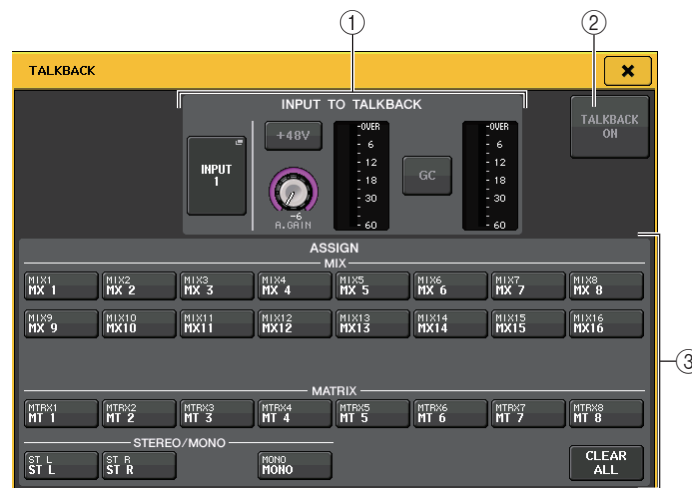 ①
②
TALKBACK
×
INPUT TO TALKBACK
TALKBACK
ON
+48V
INPUT
1
-6
A.GAIN
-OVER
- 6
- 12
- 18
- 30
- 60
GC
-OVER
- 6
- 12
- 18
- 30
- 60
ASSIGN
MIX
MIX1 MIX2 MIX3 MIX4 MIX5 MIX6 MIX7 MIX8
MX 1 MX 2 MX 3 MX 4 MX 5 MX 6 MX 7 MX 8
MIX9 MIX10 MIX11 MIX12 MIX13 MIX14 MIX15 MIX16
MX 9 MX10 MX11 MX12 MX13 MX14 MX15 MX16
③
MATRIX
MTRX1 MTRX2 MTRX3 MTRX4 MTRX5 MTRX6 MTRX7 MTRX8
MT 1 MT 2 MT 3 MT 4 MT 5 MT 6 MT 7 MT 8
STEREO/MONO
ST L ST R MONO
ST L ST R MONO
CLEAR
ALL